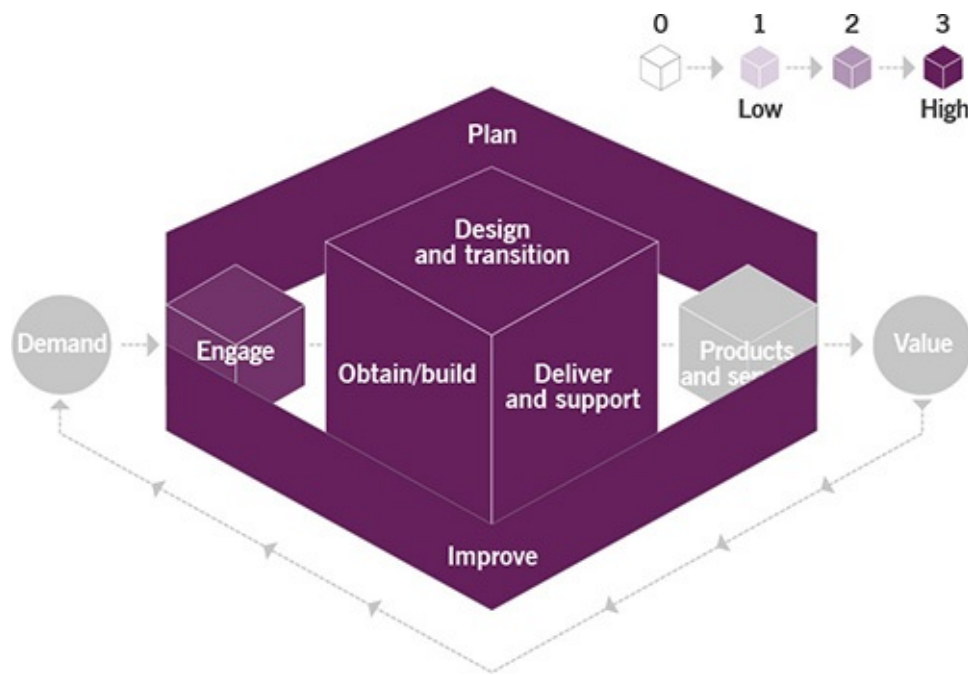 0 1 2 3
Low High
Plan
Design
and transition
Demand
Engage
Obtain/build
Deliver
and support
Products
and
Value
Improve